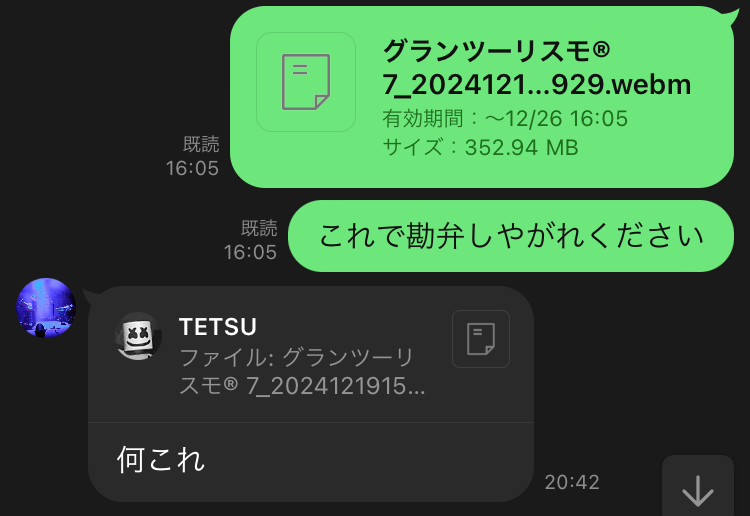 グランツーリスモ®
7_2024121...929.webm
有効期間：〜12/26 16:05
サイズ：352.94 MB
既読
16:05
これで勘弁しやがれください
既読
16:05
TETSU
ファイル: グランツーリ
スモ® 7_2024121915...
何これ
20:42